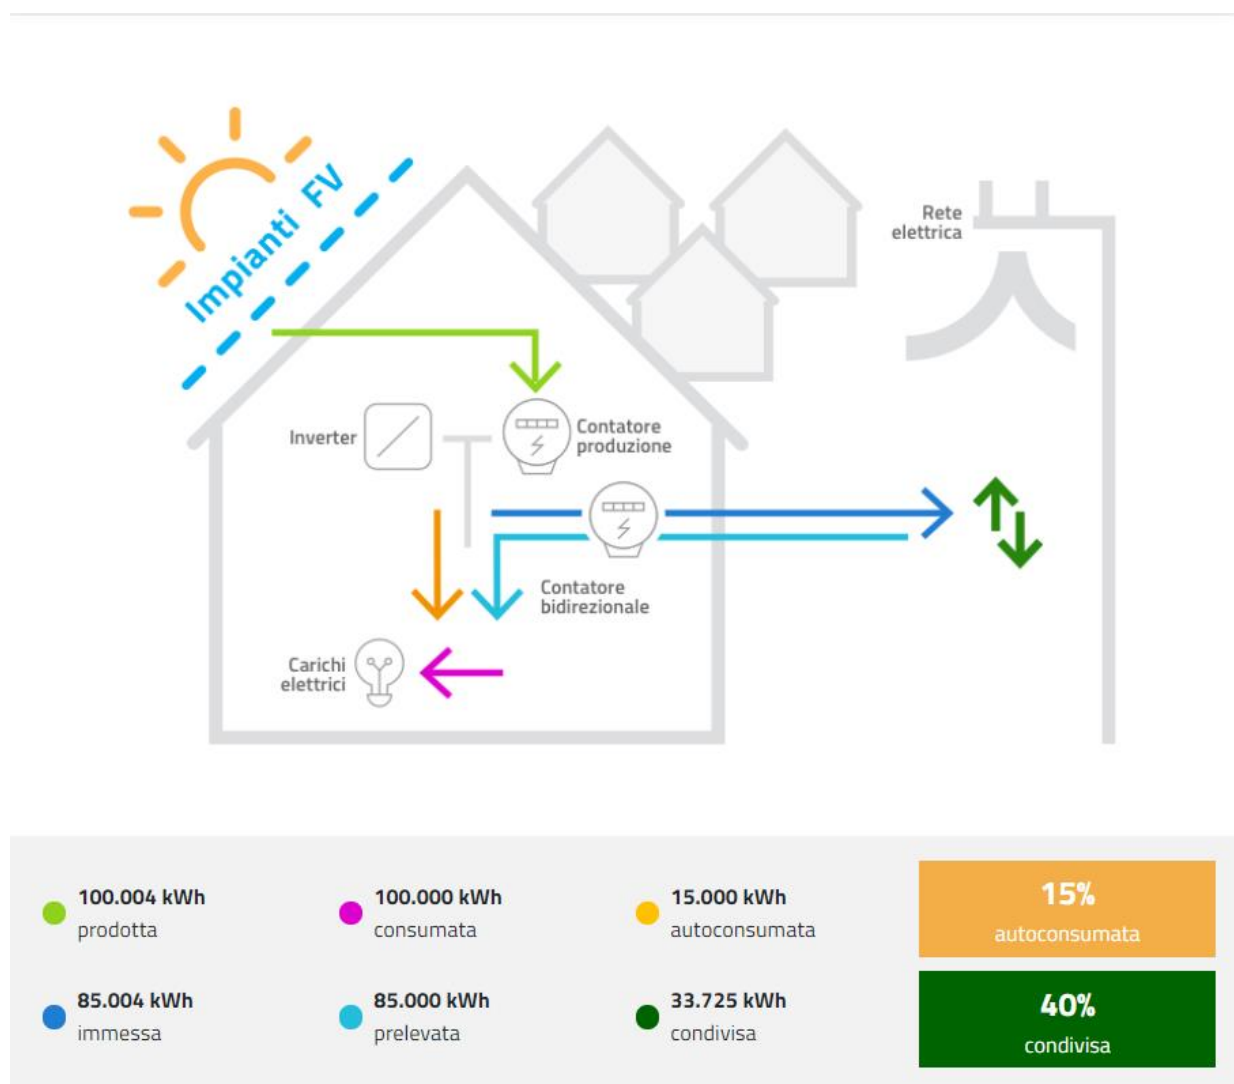 Impianti FV
Rete
elettrica
Inverter
Contatore
produzione
Contatore
bidirezionale
Carichi
elettrici
100.004 kWh
prodotta
100.000 kWh
consumata
15.000 kWh
autoconsumata
15%
autoconsumata
85.004 kWh
immessa
85.000 kWh
prelevata
33.725 kWh
condivisa
40%
condivisa